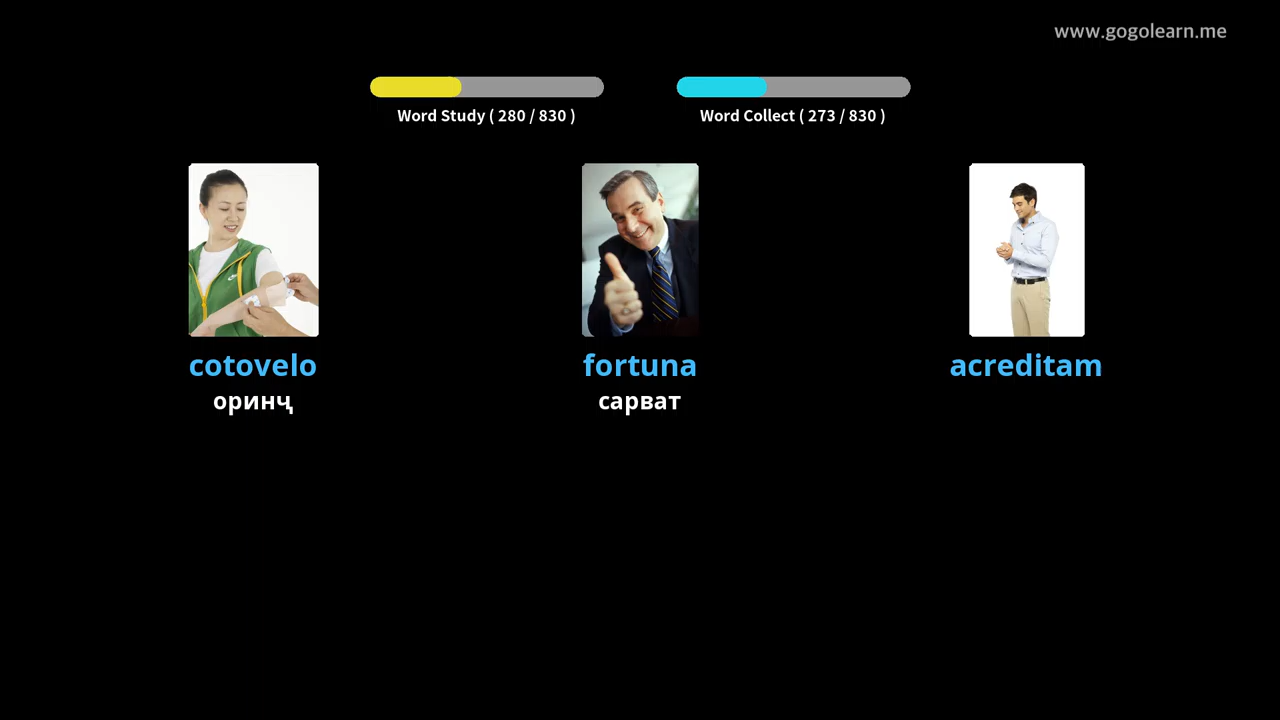 www.gogolearn.me
Word Study ( 280 / 830 )
Word Collect ( 273 / 830 )
cotovelo
оринҷ
fortuna
сарват
acreditam